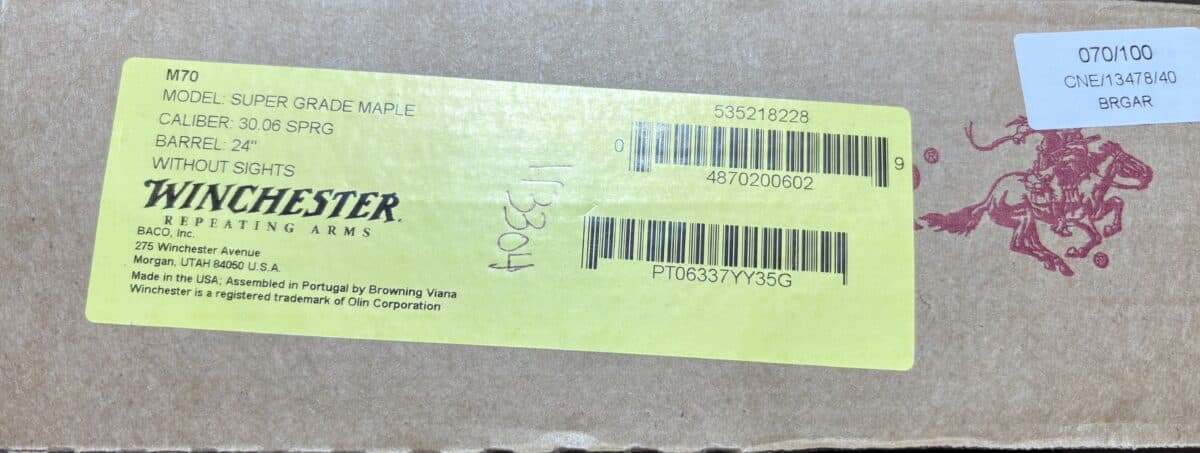 M70
MODEL: SUPER GRADE MAPLE
CALIBER: 30.06 SPRG
BARREL: 24"
WITHOUT SIGHTS
WINCHESTER
REPEATING ARMS
BACO, Inc.
275 Winchester Avenue
Morgan, UTAH 84050 U.S.A.
Made in the USA; Assembled in Portugal by Browning Viana
Winchester is a registered trademark of Olin Corporation
113304
535218228
0 4870200602 9
PT06337YY35G
070/100
CNE/13478/40
BRGAR
®
®